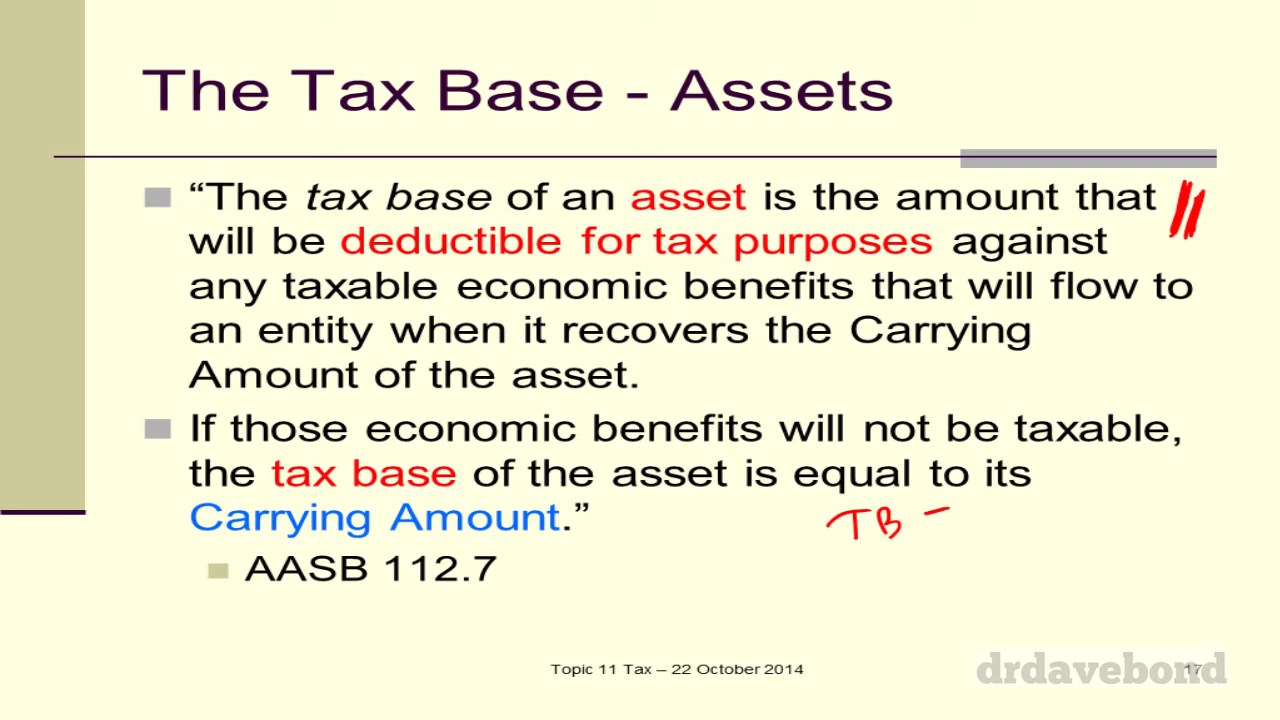 The Tax Base - Assets
“The tax base of an asset is the amount that
will be deductible for tax purposes against
any taxable economic benefits that will flow to
an entity when it recovers the Carrying
Amount of the asset.
If those economic benefits will not be taxable,
the tax base of the asset is equal to its
Carrying Amount.”
TB -
AASB 112.7
Topic 11 Tax – 22 October 2014
drdavebond
17